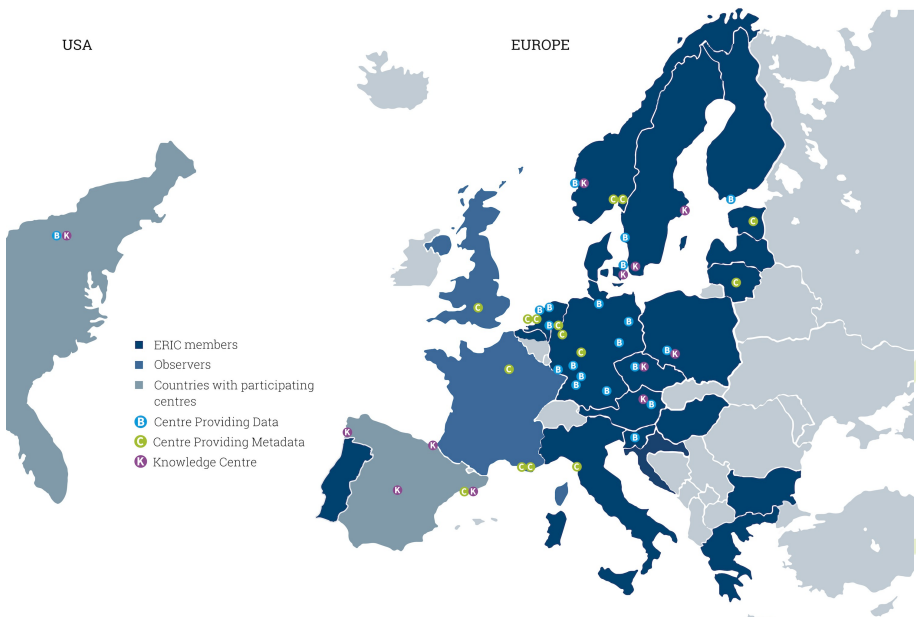 USA
EUROPE
B K
B K
C C
K
B
C
B
B K
K
C
B B
C C
B C
C
C
B
B
B
C
B B
B
B
B
B K
B K
K B
B
C
C
K
K
K
C K
C C
C
ERIC members
Observers
Countries with participating
centres
B Centre Providing Data
C Centre Providing Metadata
K Knowledge Centre